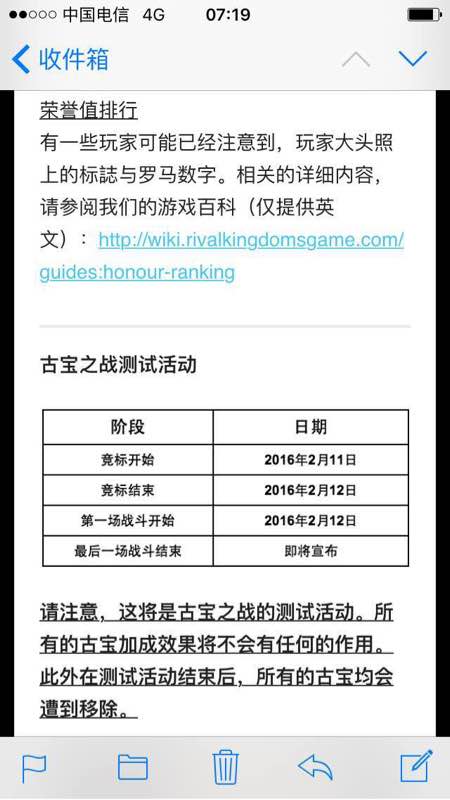 中国电信 4G 07:19
收件箱
荣誉值排行
有一些玩家可能已经注意到，玩家大头照
上的标誌与罗马数字。相关的详细内容，
请参阅我们的游戏百科（仅提供英
文）：http://wiki.rivalkingdomsgame.com/
guides:honour-ranking
古宝之战测试活动
阶段 日期
竞标开始 2016年2月11日
竞标结束 2016年2月12日
第一场战斗开始 2016年2月12日
最后一场战斗结束 即将宣布
请注意，这将是古宝之战的测试活动。所
有的古宝加成效果将不会有任何的作用。
此外在测试活动结束后，所有的古宝均会
遭到移除。